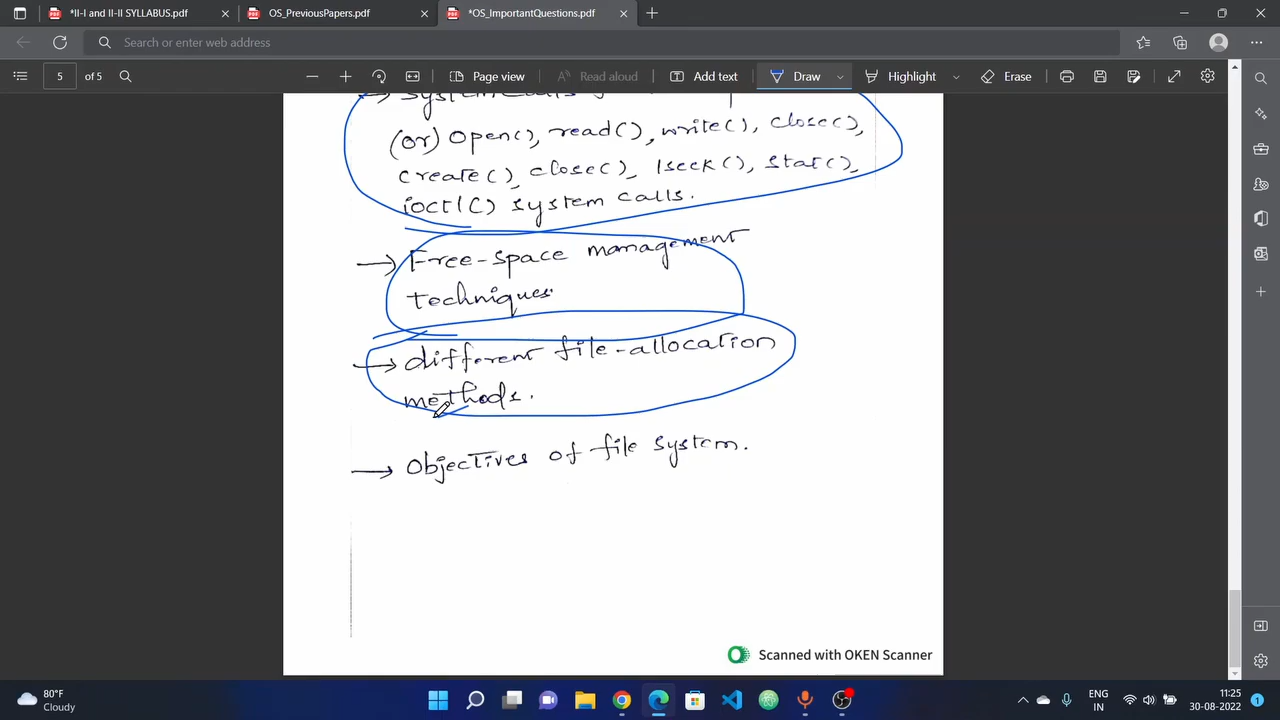 *II-I and II-II SYLLABUS.pdf
OS_PreviousPapers.pdf
*OS_ImportantQuestions.pdf
Search or enter web address
5 of 5
Page view
Read aloud
Add text
Draw
Highlight
Erase
→ System calls
(or) open(), read(), write(), close(),
create(), close(), lseek(), stat(),
ioctl() system calls.
→ Free-space management
techniques.
→ different file-allocation
methods.
→ Objectives of file system.
Scanned with OKEN Scanner
80°F
Cloudy
ENG
IN
11:25
30-08-2022
1